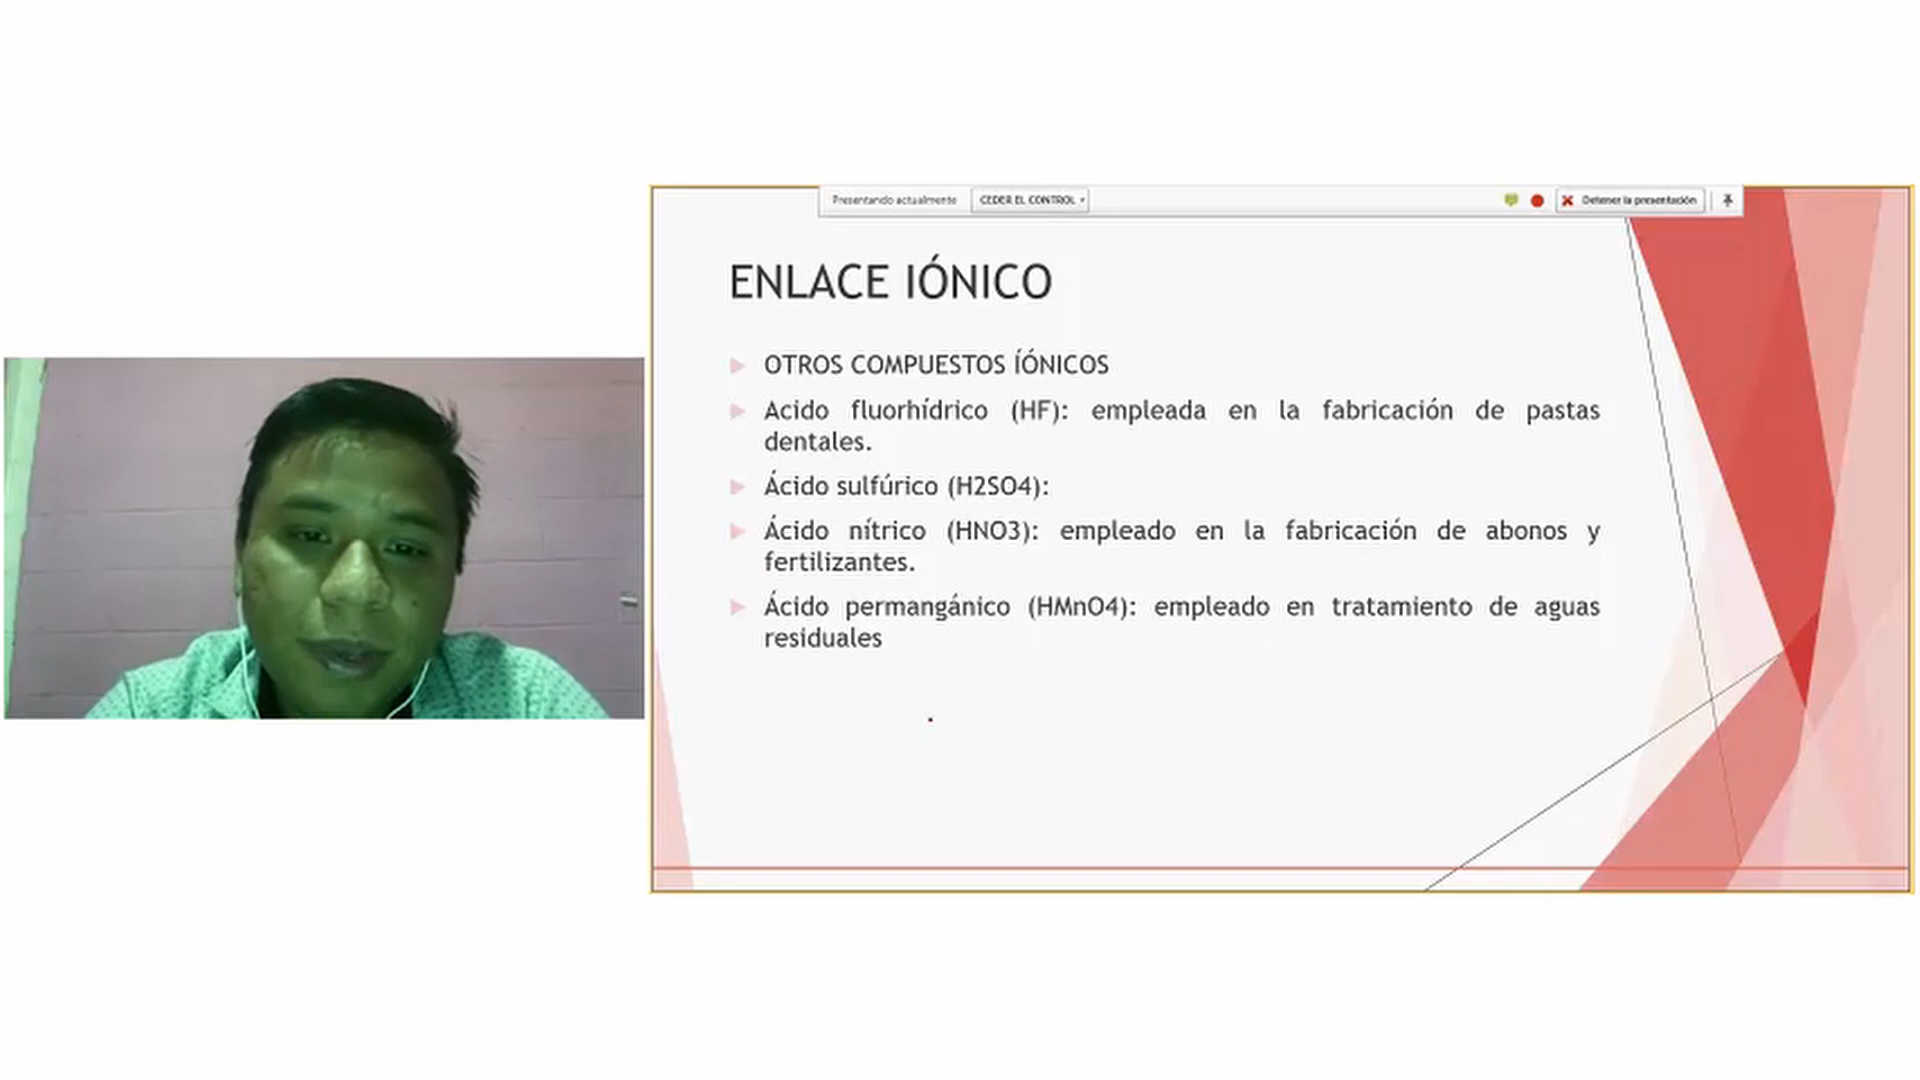 Presentando actualmente CEDER EL CONTROL Detener la presentación
ENLACE IÓNICO
OTROS COMPUESTOS ÍÓNICOS
Acido fluorhídrico (HF): empleada en la fabricación de pastas
dentales.
Ácido sulfúrico (H2SO4):
Ácido nítrico (HNO3): empleado en la fabricación de abonos y
fertilizantes.
Ácido permangánico (HMnO4): empleado en tratamiento de aguas
residuales